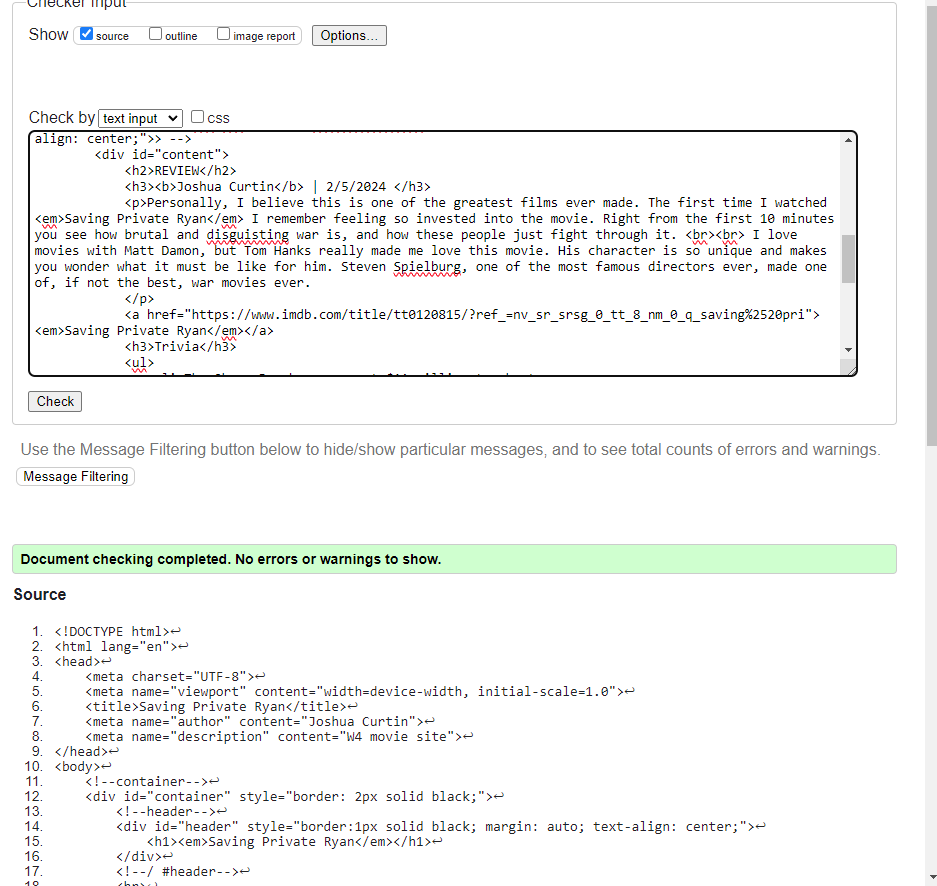 Checker Input
Show source outline image report Options...
Check by text input css
align: center;">> -->
<div id="content">
<h2>REVIEW</h2>
<h3><b>Joshua Curtin</b> | 2/5/2024 </h3>
<p>Personally, I believe this is one of the greatest films ever made. The first time I watched
<em>Saving Private Ryan</em> I remember feeling so invested into the movie. Right from the first 10 minutes
you see how brutal and disguisting war is, and how these people just fight through it. <br><br> I love
movies with Matt Damon, but Tom Hanks really made me love this movie. His character is so unique and makes
you wonder what it must be like for him. Steven Spielburg, one of the most famous directors ever, made one
of, if not the best, war movies ever.
</p>
<a href="https://www.imdb.com/title/tt0120815/?ref_=nv_sr_srsg_0_tt_8_nm_0_q_saving%2520pri">
<em>Saving Private Ryan</em></a>
<h3>Trivia</h3>
<ul>
Check
Use the Message Filtering button below to hide/show particular messages, and to see total counts of errors and warnings.
Message Filtering
Document checking completed. No errors or warnings to show.
Source
1. <!DOCTYPE html>↩
2. <html lang="en">↩
3. <head>↩
4. <meta charset="UTF-8">↩
5. <meta name="viewport" content="width=device-width, initial-scale=1.0">↩
6. <title>Saving Private Ryan</title>↩
7. <meta name="author" content="Joshua Curtin">↩
8. <meta name="description" content="W4 movie site">↩
9. </head>↩
10. <body>↩
11. <!--container-->↩
12. <div id="container" style="border: 2px solid black;">↩
13. <!--header-->↩
14. <div id="header" style="border:1px solid black; margin: auto; text-align: center;">↩
15. <h1><em>Saving Private Ryan</em></h1>↩
16. </div>↩
17. <!--/ #header-->↩
18. <br>↩